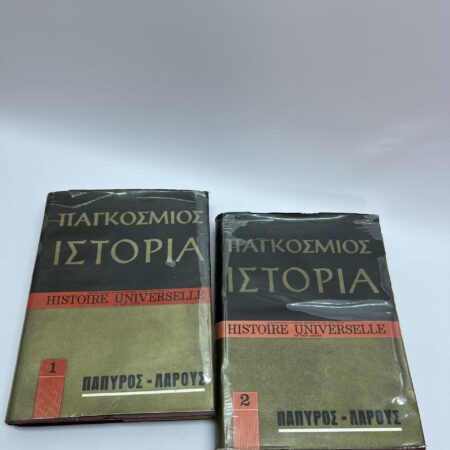 ΠΑΓΚΟΣΜΙΟΣ
ΙΣΤΟΡΙΑ
HISTOIRE UNIVERSELLE
1
ΠΑΠΥΡΟΣ - ΛΑΡΟΥΣ
ΠΑΓΚΟΣΜΙΟΣ
ΙΣΤΟΡΙΑ
HISTOIRE UNIVERSELLE
2
ΠΑΠΥΡΟΣ - ΛΑΡΟΥΣ